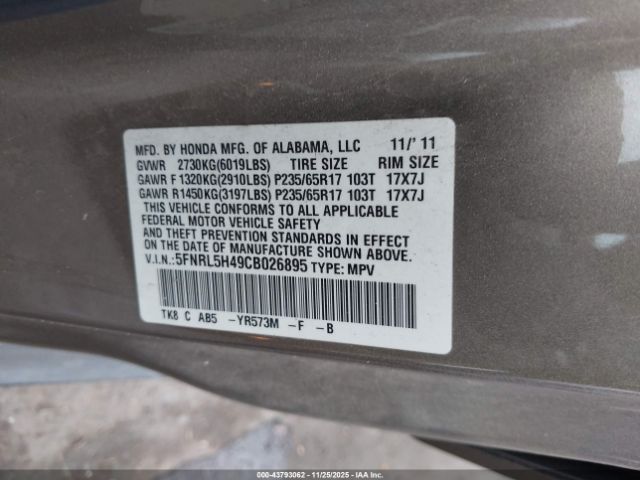 MFD. BY HONDA MFG. OF ALABAMA, LLC 11/'11
GVWR 2730KG(6019LBS) TIRE SIZE RIM SIZE
GAWR F 1320KG(2910LBS) P235/65R17 103T 17X7J
GAWR R 1450KG(3197LBS) P235/65R17 103T 17X7J
THIS VEHICLE CONFORMS TO ALL APPLICABLE
FEDERAL MOTOR VEHICLE SAFETY
AND THEFT PREVENTION STANDARDS IN EFFECT
ON THE DATE OF MANUFACTURE SHOWN ABOVE.
V.I.N.:5FNRL5H49CB026895 TYPE: MPV
TK8 C AB5 -YR573M -F -B
000-43793062 - 11/25/2025 - IAAI.COM